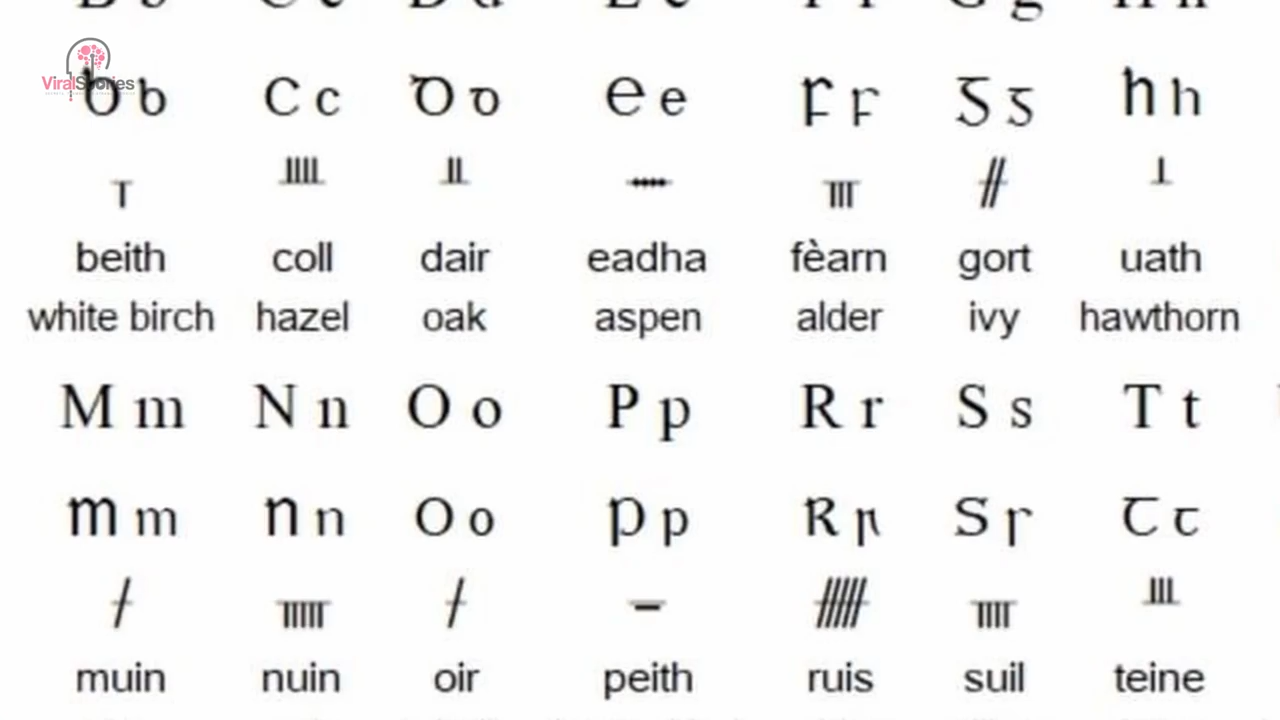 ViralStories
b b C c D d e e F f G g h h
ᚁ ᚉ ᚇ ᚓ ᚃ ᚌ ᚆ
beith coll dair eadha fèarn gort uath
white birch hazel oak aspen alder ivy hawthorn
M m N n O o P p R r S s T t
m m n n O o p p R r S s T t
muin nuin oir peith ruis suil teine